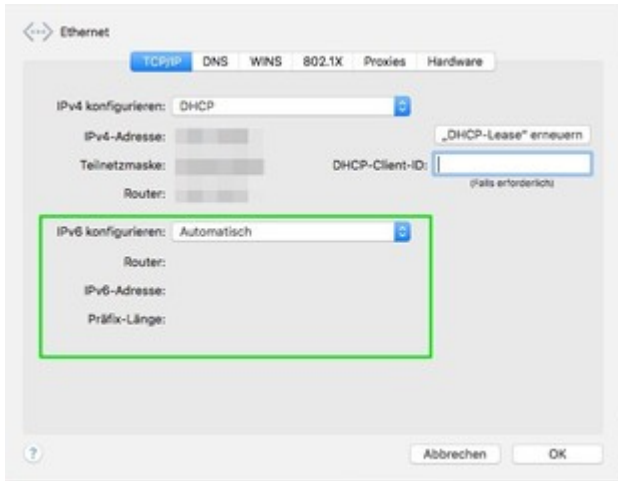 Ethernet
TCP/IP DNS WINS 802.1X Proxies Hardware
IPv4 konfigurieren: DHCP
IPv4-Adresse: „DHCP-Lease“ erneuern
Teilnetzmaske: DHCP-Client-ID:
(Falls erforderlich)
Router:
IPv6 konfigurieren: Automatisch
Router:
IPv6-Adresse:
Präfix-Länge:
? Abbrechen OK